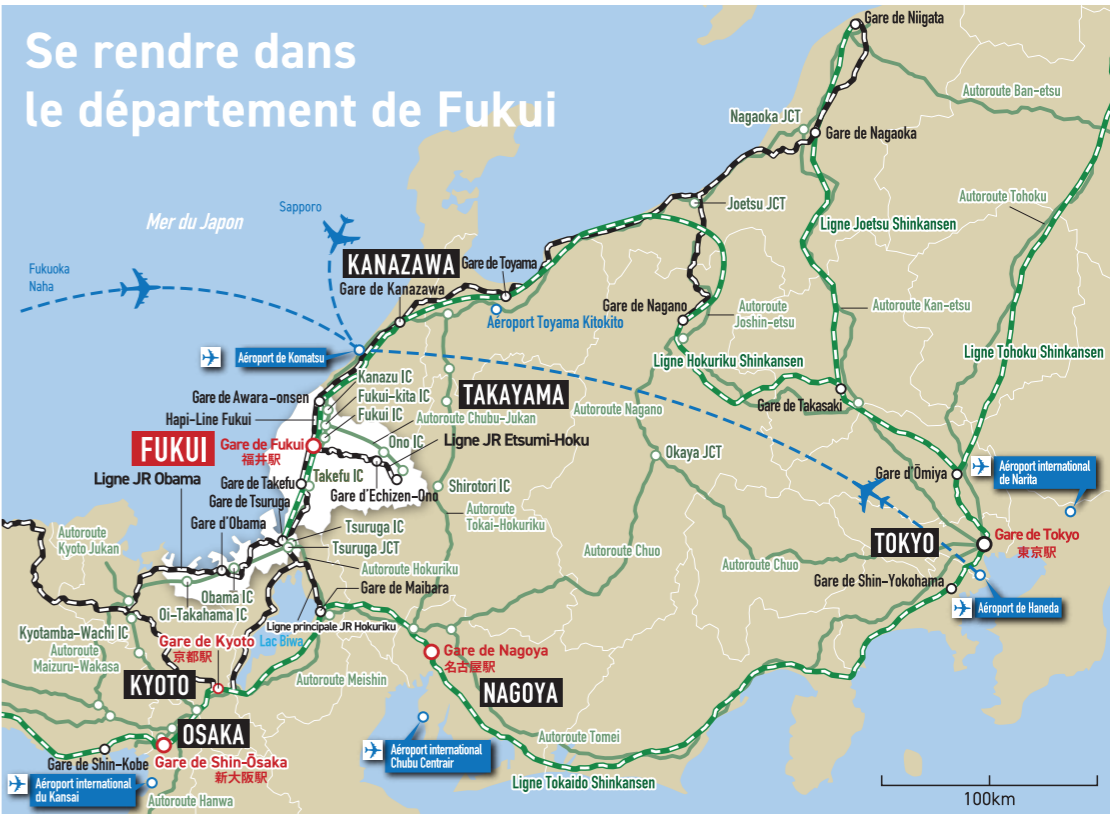 Se rendre dans
le département de Fukui
Gare de Niigata
Autoroute Ban-etsu
Nagaoka JCT
Gare de Nagaoka
Autoroute Tohoku
Joetsu JCT
Ligne Joetsu Shinkansen
Mer du Japon
Sapporo
Fukuoka
Naha
KANAZAWA
Gare de Toyama
Gare de Kanazawa
Gare de Nagano
Aéroport Toyama Kitokito
Autoroute
Joshin-etsu
Autoroute Kan-etsu
Aéroport de Komatsu
Ligne Hokuriku Shinkansen
Ligne Tohoku Shinkansen
Kanazu IC
Fukui-kita IC
Fukui IC
Gare de Awara-onsen
Hapi-Line Fukui
TAKAYAMA
Autoroute Chubu-Jukan
Autoroute Nagano
Gare de Takasaki
FUKUI
Gare de Fukui
福井駅
Ono IC
Ligne JR Etsumi-Hoku
Okaya JCT
Ligne JR Obama
Gare de Takefu
Takefu IC
Gare d'Echizen-Ono
Shirotori IC
Gare d'Ōmiya
Aéroport international
de Narita
Gare de Tsuruga
Gare d'Obama
Autoroute
Tokai-Hokuriku
Autoroute
Kyoto Jukan
Tsuruga IC
Tsuruga JCT
Autoroute Hokuriku
Autoroute Chuo
Autoroute Chuo
TOKYO
Gare de Tokyo
東京駅
Gare de Shin-Yokohama
Aéroport de Haneda
Obama IC
Oi-Takahama IC
Gare de Maibara
Ligne principale JR Hokuriku
Kyotamba-Wachi IC
Autoroute
Maizuru-Wakasa
Gare de Kyoto
京都駅
Lac Biwa
KYOTO
Autoroute Meishin
Gare de Nagoya
名古屋駅
NAGOYA
OSAKA
Gare de Shin-Kobe
Gare de Shin-Ōsaka
新大阪駅
Aéroport international
du Kansai
Autoroute Hanwa
Aéroport international
Chubu Centrair
Autoroute Tomei
Ligne Tokaido Shinkansen
100km